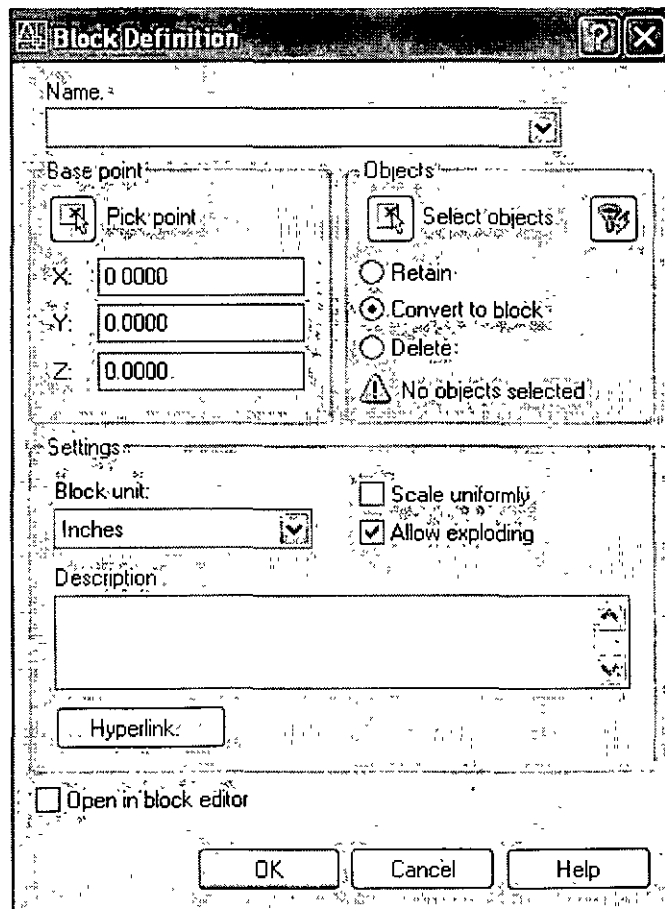 Block Definition
Name:
Base point
Pick point
X: 0.0000
Y: 0.0000
Z: 0.0000
Objects
Select objects
Retain
Convert to block
Delete
No objects selected
Settings
Block unit:
Inches
Scale uniformly
Allow exploding
Description
Hyperlink...
Open in block editor
OK
Cancel
Help